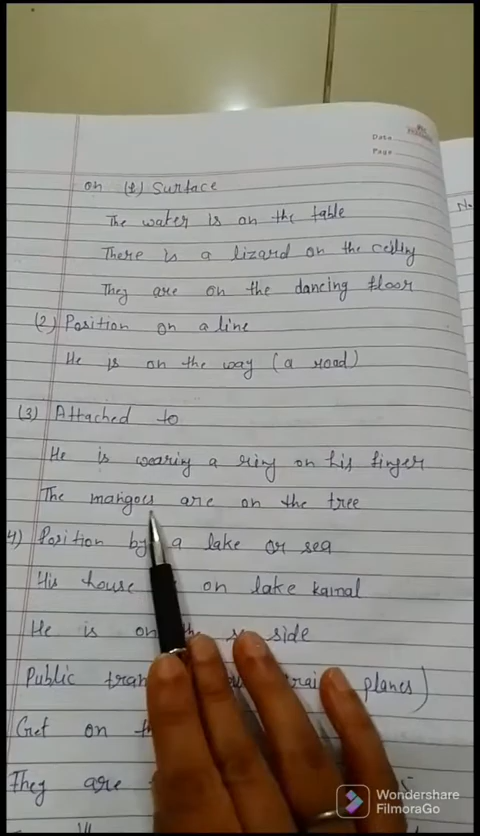 Date
Page
on (1) Surface
The water is on the table
There is a lizard on the ceiling
They are on the dancing floor
(2) Position on a line
He is on the way (a road)
(3) Attached to
He is wearing a ring on his finger
The mangoes are on the tree
4) Position by a lake or sea
His house on lake kamal
He is on side
Public planes)
Get on
They are
Wondershare
FilmoraGo